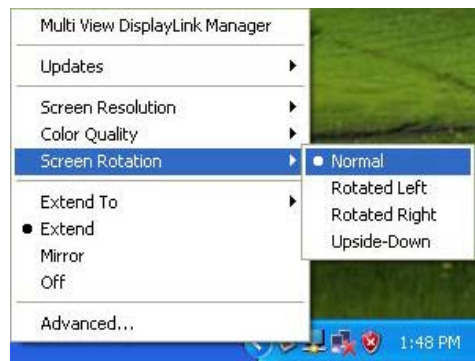 Multi View DisplayLink Manager
Updates
Screen Resolution
Color Quality
Screen Rotation
Normal
Rotated Left
Rotated Right
Upside-Down
Extend To
Extend
Mirror
Off
Advanced...
1:48 PM